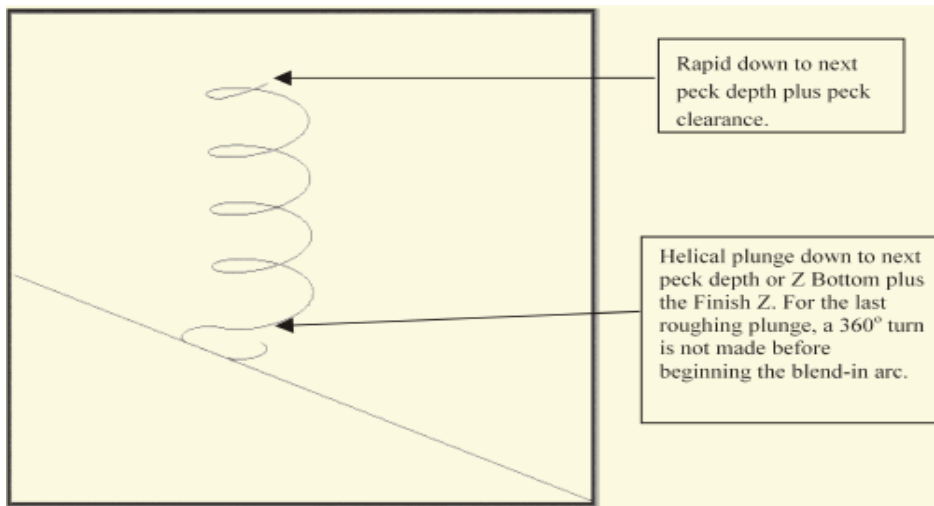 Rapid down to next
peck depth plus peck
clearance.
Helical plunge down to next
peck depth or Z Bottom plus
the Finish Z. For the last
roughing plunge, a 360° turn
is not made before
beginning the blend-in arc.